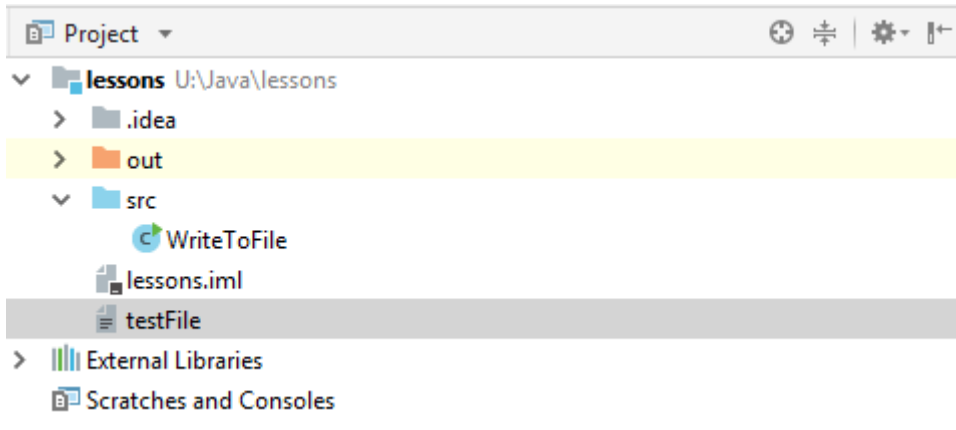 Project
lessons U:\Java\lessons
.idea
out
src
WriteToFile
lessons.iml
testFile
External Libraries
Scratches and Consoles